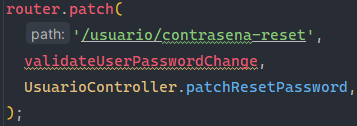 router.patch(
path: '/usuario/contrasena-reset',
validateUserPasswordChange,
UsuarioController.patchResetPassword,
);